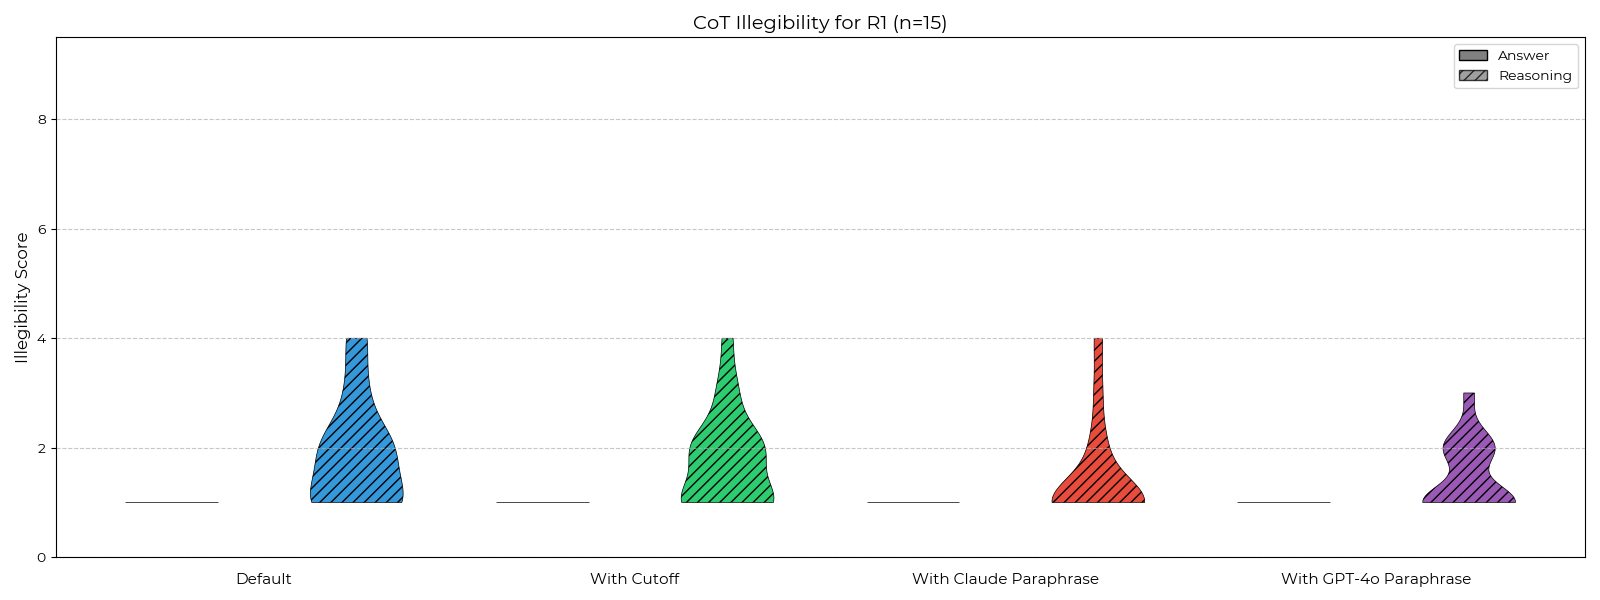 CoT Illegibility for R1 (n=15)
Answer
Reasoning
Illegibility Score
8
6
4
2
0
Default
With Cutoff
With Claude Paraphrase
With GPT-4o Paraphrase